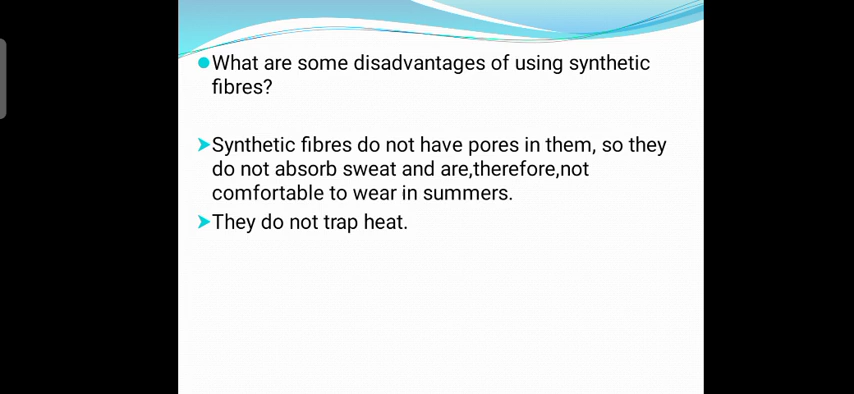 What are some disadvantages of using synthetic
fibres?
Synthetic fibres do not have pores in them, so they
do not absorb sweat and are,therefore,not
comfortable to wear in summers.
They do not trap heat.